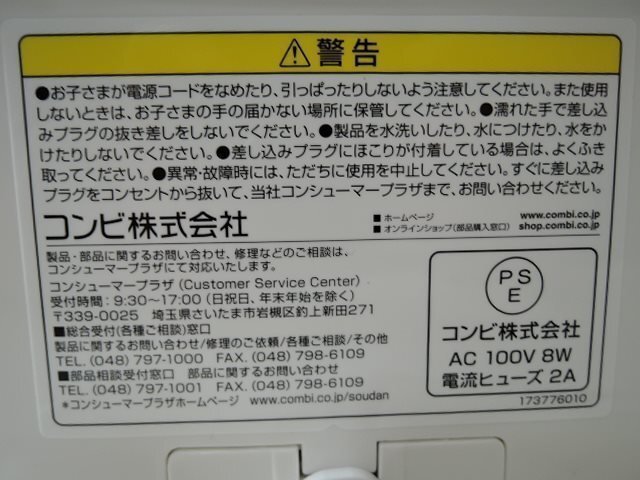 警告
●お子さまが電源コードをなめたり、引っぱったりしないよう注意してください。また使用
しないときは、お子さまの手の届かない場所に保管してください。●濡れた手で差し込
みプラグの抜き差しをしないでください。●製品を水洗いしたり、水につけたり、水をか
けたりしないでください。●差し込みプラグにほこりが付着している場合は、よくふき
取ってください。●異常・故障時には、ただちに使用を中止してください。すぐに差し込み
プラグをコンセントから抜いて、当社コンシューマープラザまで、お問い合わせください。
コンビ株式会社
■ホームページ www.combi.co.jp
■オンラインショップ(部品購入窓口) shop.combi.co.jp
製品・部品に関するお問い合わせ、修理などのご相談は、
コンシューマープラザにて対応いたします。
コンシューマープラザ (Customer Service Center)
受付時間:9:30～17:00 (日祝日、年末年始を除く)
〒339-0025 埼玉県さいたま市岩槻区釣上新田271
■総合受付(各種ご相談)窓口
製品に関するお問い合わせ/修理のご依頼/各種ご相談/その他
TEL. (048) 797-1000 FAX. (048) 798-6109
■部品相談受付窓口 部品に関するお問い合わせ
TEL. (048) 797-1001 FAX. (048) 798-6109
*コンシューマープラザホームページ www.combi.co.jp/soudan
PS
E
コンビ株式会社
AC 100V 8W
電流ヒューズ 2A
173776010